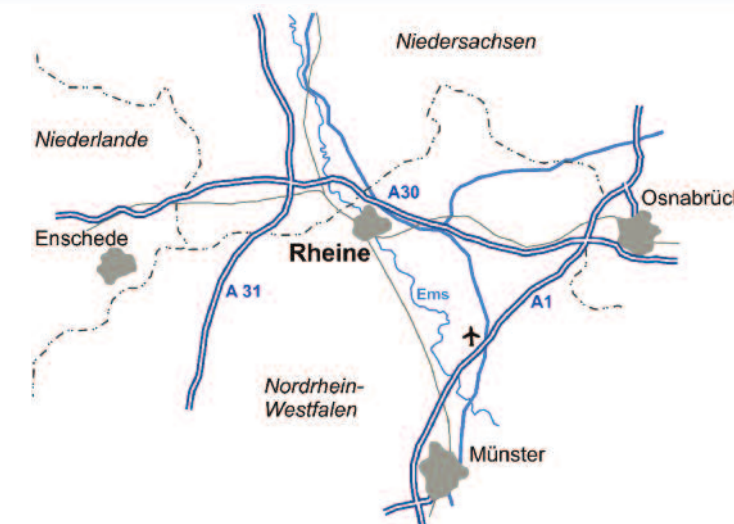 Niedersachsen
Niederlande
A30
Osnabrück
Enschede
Rheine
A 31
Ems
A1
Nordrhein-
Westfalen
Münster